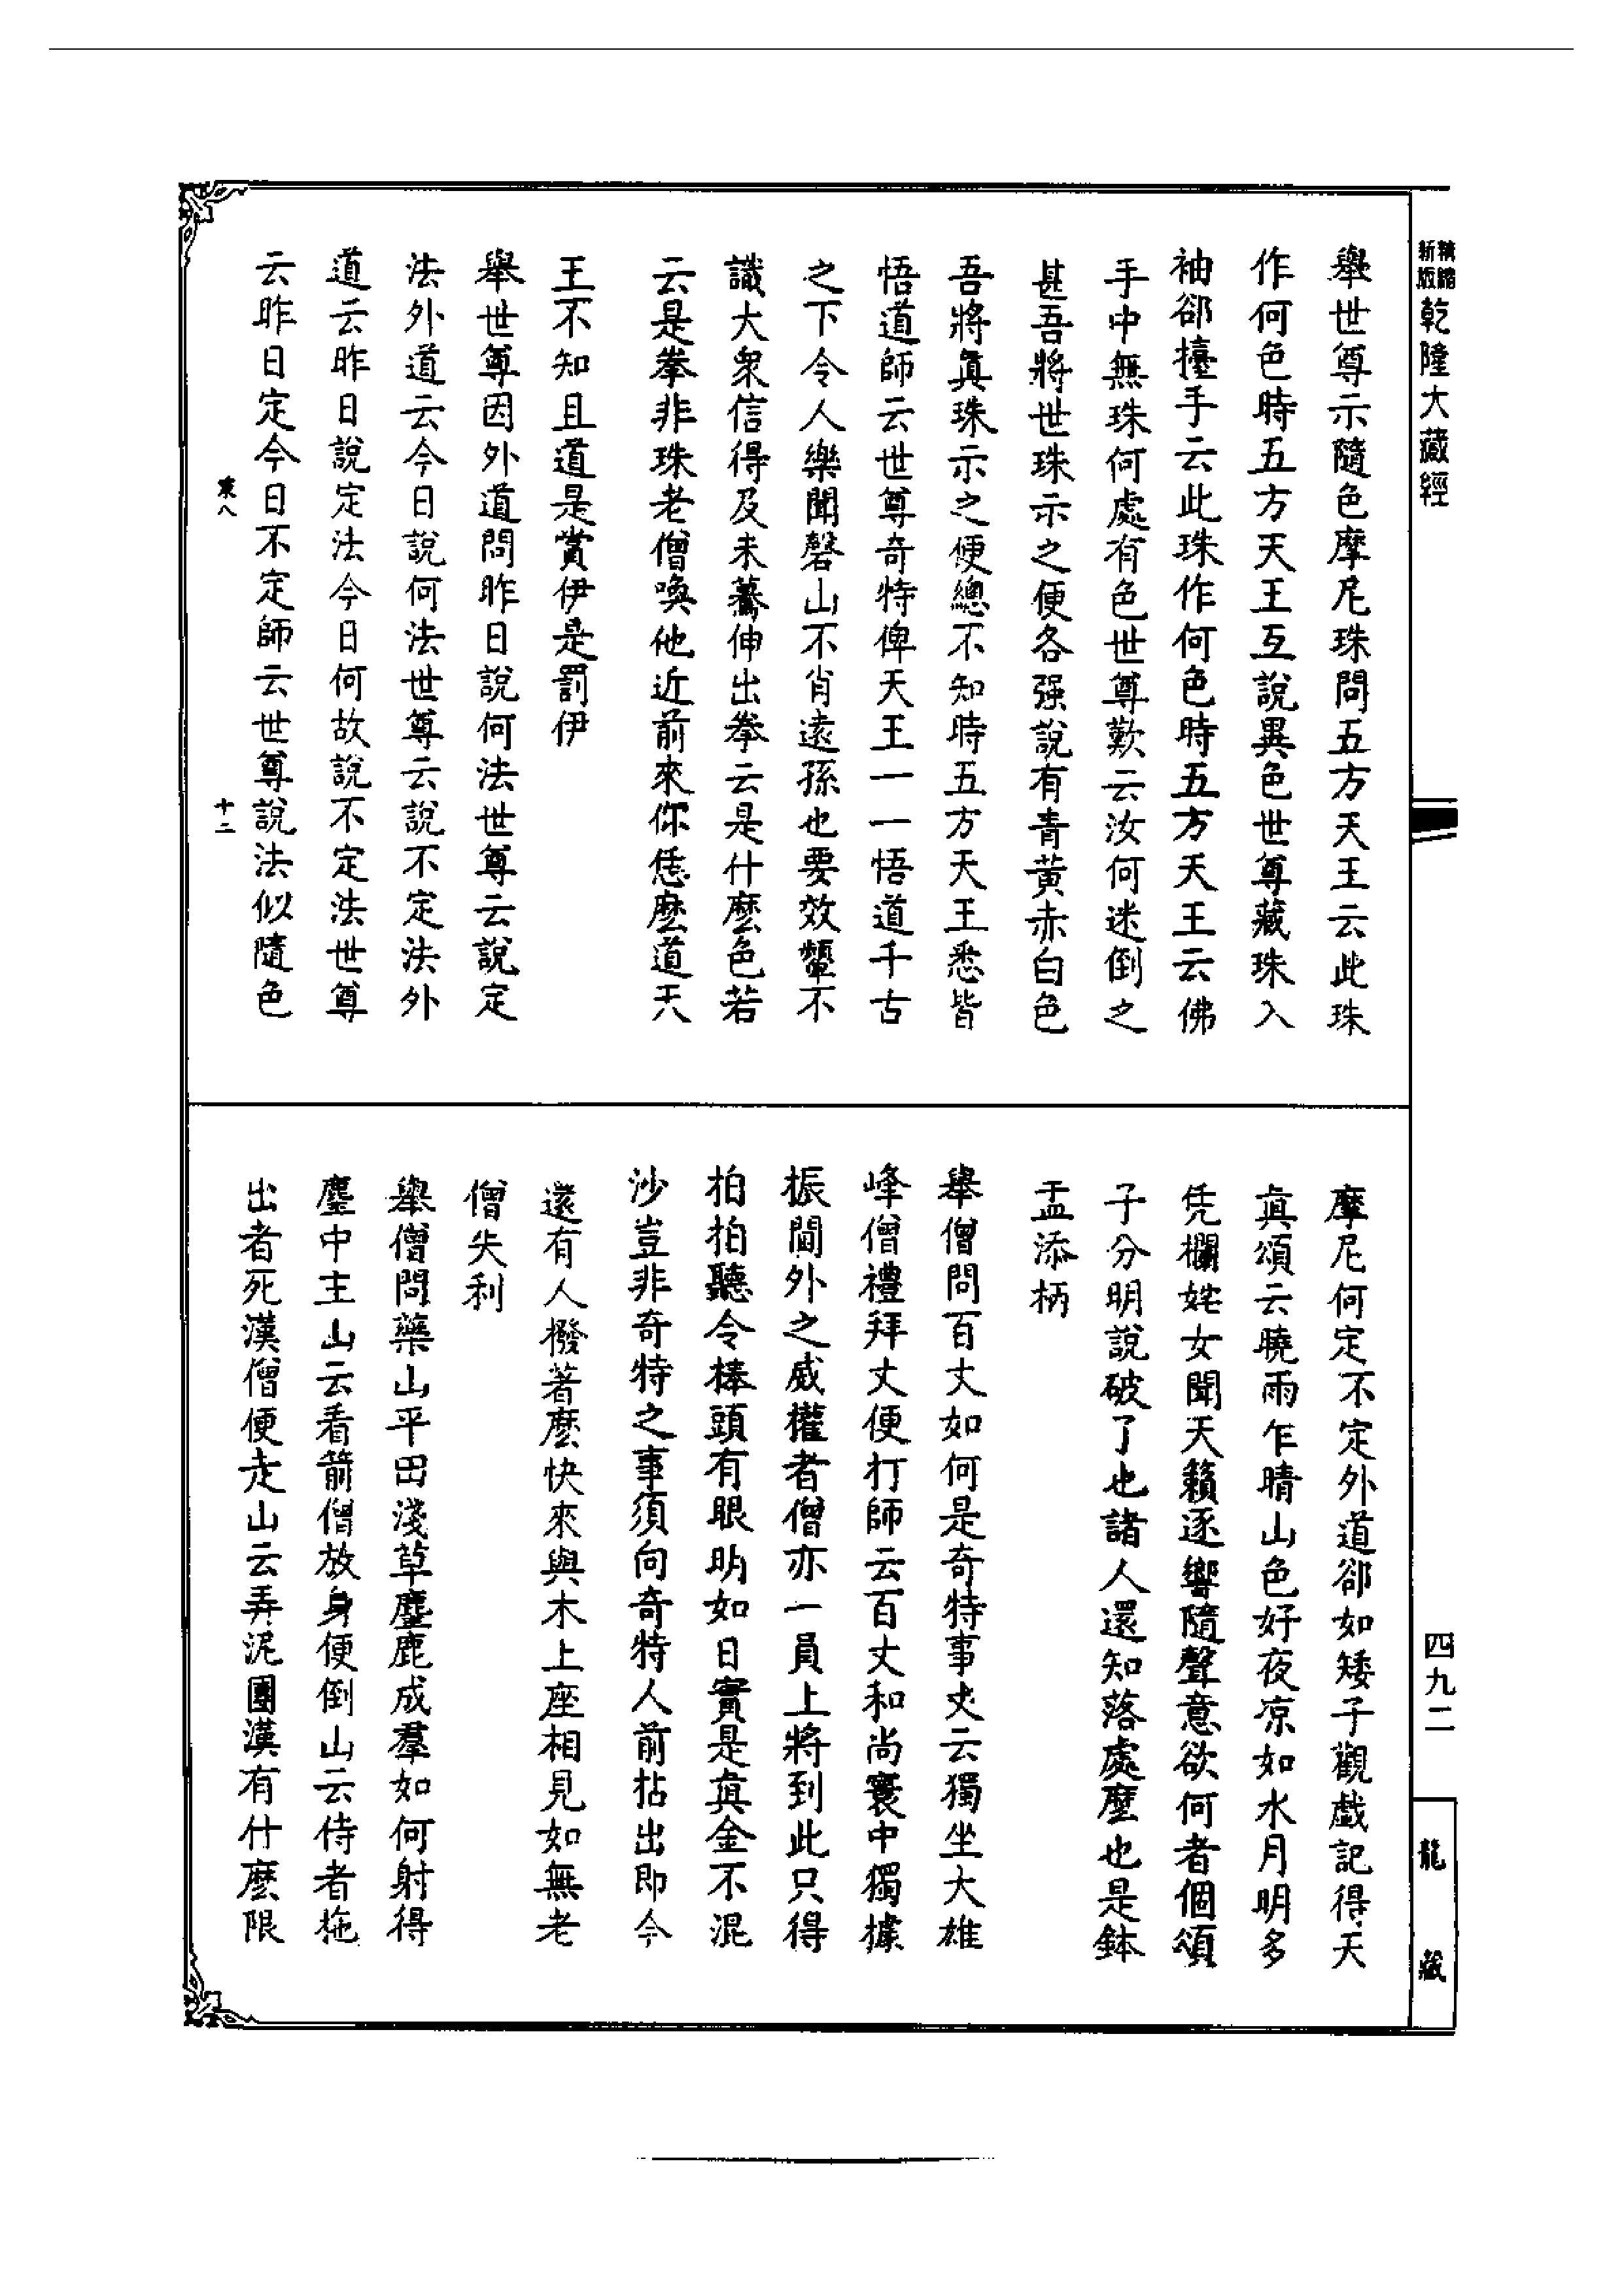 精縮新版乾隆大藏經
舉世尊示隨色摩尼珠問五方天王云此珠
作何色時五方天王互說異色世尊藏珠入
袖卻擡手云此珠作何色時五方天王云佛
手中無珠何處有色世尊歎云汝何迷倒之
甚吾將世珠示之便各强說有青黃赤白色
吾將眞珠示之便總不知時五方天王悉皆
悟道師云世尊奇特俾天王一一悟道千古
之下令人樂聞磬山不肖遠孫也要效顰不
識大衆信得及未驀伸出拳云是什麽色若
云是拳非珠老僧喚他近前來你恁麽道天
王不知且道是賞伊是罰伊
舉世尊因外道問昨日說何法世尊云說定
法外道云今日說何法世尊云說不定法外
道云昨日說定法今日何故說不定法世尊
云昨日定今日不定師云世尊說法似隨色
八 十二
摩尼何定不定外道卻如矮子觀戲記得天
眞頌云曉雨乍晴山色好夜凉如水月明多
凭欄姹女聞天籟逐響隨聲意欲何者個頌
子分明說破了也諸人還知落處麽也是鉢
盂添柄
舉僧問百丈如何是奇特事丈云獨坐大雄
峰僧禮拜丈便打師云百丈和尚寰中獨據
振閫外之威權者僧亦一員上將到此只得
拍拍聽令棒頭有眼明如日實是眞金不混
沙豈非奇特之事須向奇特人前拈出即今
還有人撥著麽快來與木上座相見如無老
僧失利
舉僧問藥山平田淺草麈鹿成羣如何射得
麈中主山云看箭僧放身便倒山云侍者拖
出者死漢僧便走山云弄泥團漢有什麽限
四九二
龍藏